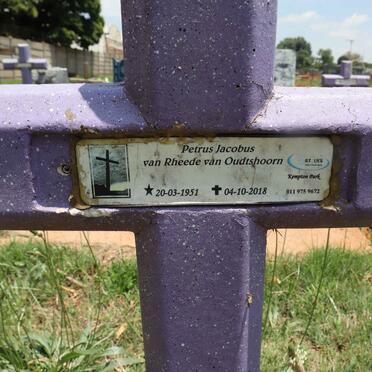 Petrus Jacobus
van Rheede van Oudtshoorn
20-03-1951 04-10-2018
Kempton Park
011 975 9672